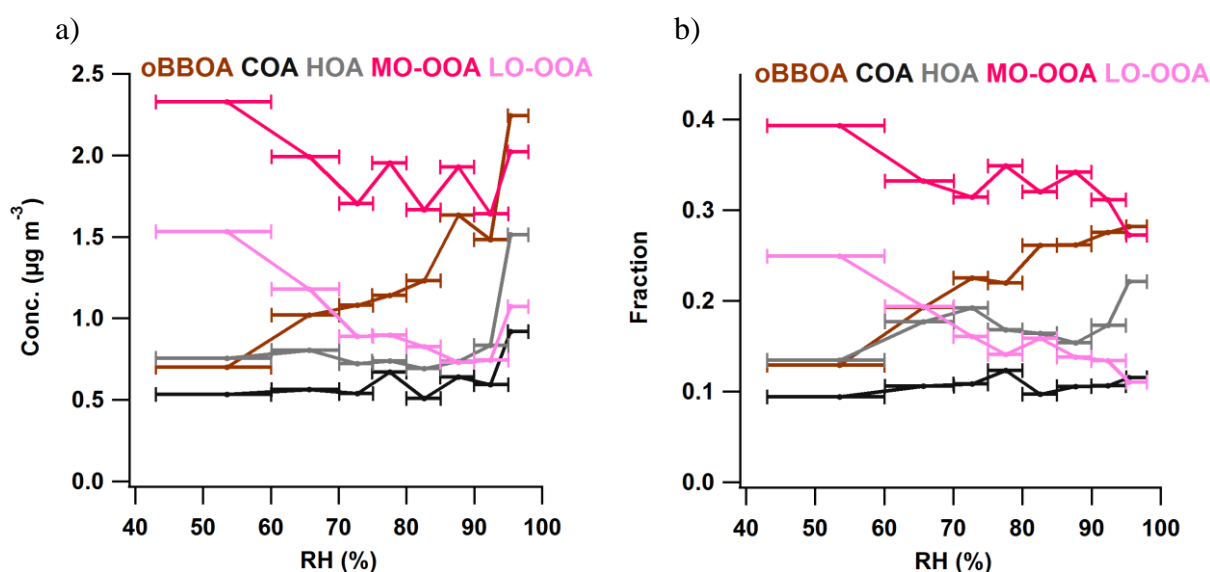 a)
oBBOA COA HOA MO-OOA LO-OOA
2.5
2.0
1.5
1.0
0.5
0.0
Conc. (µg m⁻³)
40 50 60 70 80 90 100
RH (%)
b)
oBBOA COA HOA MO-OOA LO-OOA
0.4
0.3
0.2
0.1
0.0
Fraction
40 50 60 70 80 90 100
RH (%)